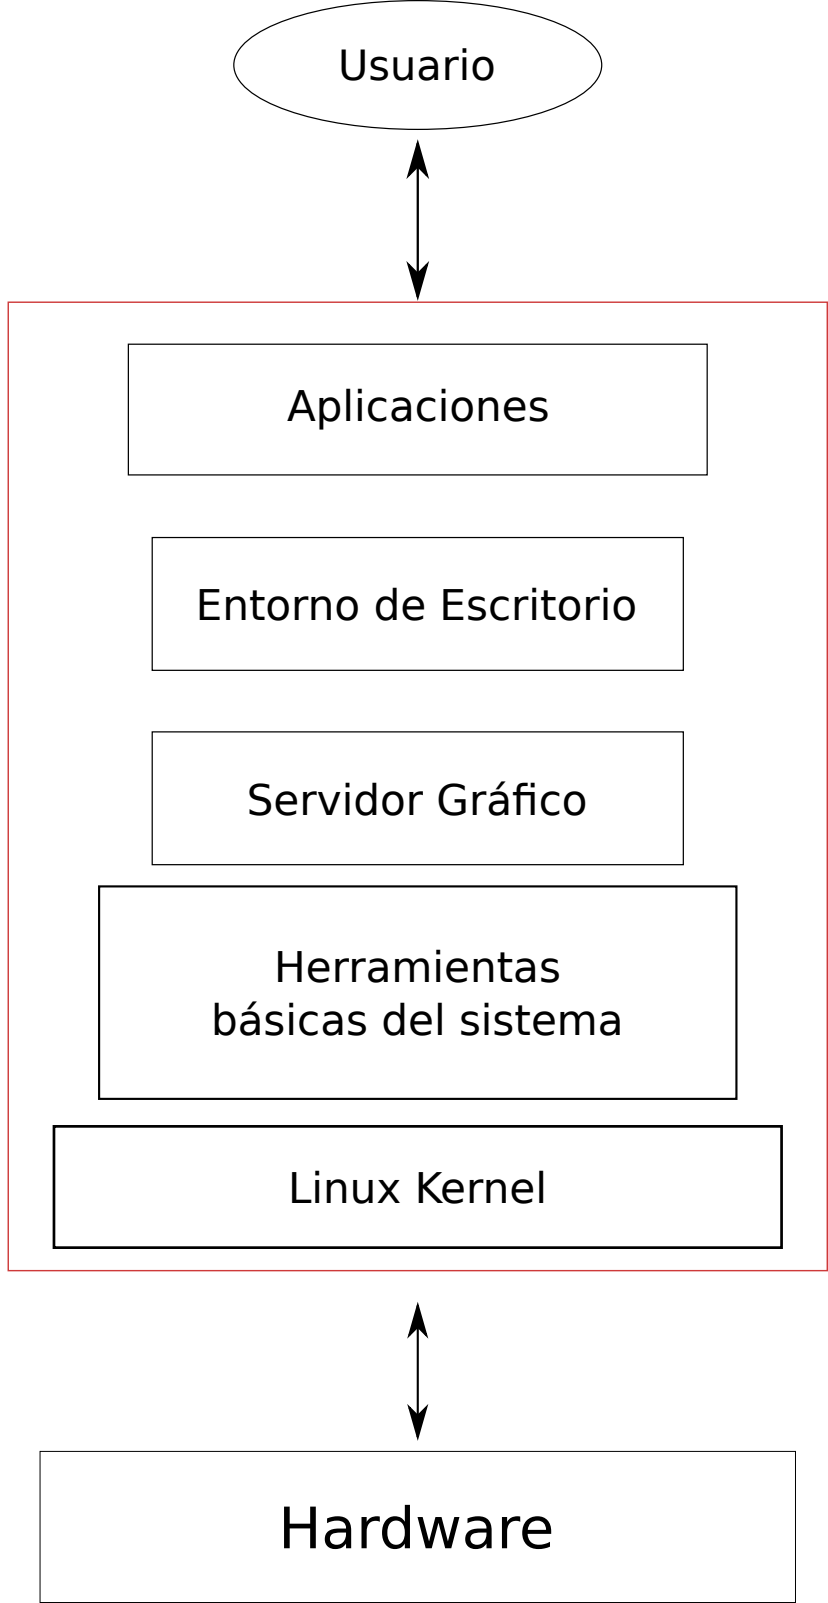 Usuario
Aplicaciones
Entorno de Escritorio
Servidor Gráfico
Herramientas
básicas del sistema
Linux Kernel
Hardware